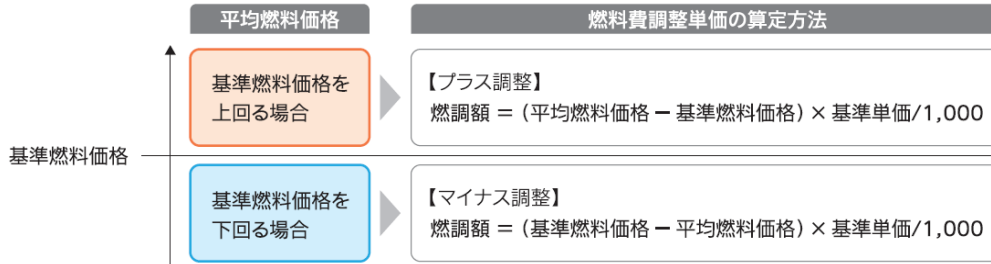 平均燃料価格
燃料費調整単価の算定方法
基準燃料価格を
上回る場合
【プラス調整】
燃調額 = (平均燃料価格 − 基準燃料価格) × 基準単価/1,000
基準燃料価格
基準燃料価格を
下回る場合
【マイナス調整】
燃調額 = (基準燃料価格 − 平均燃料価格) × 基準単価/1,000